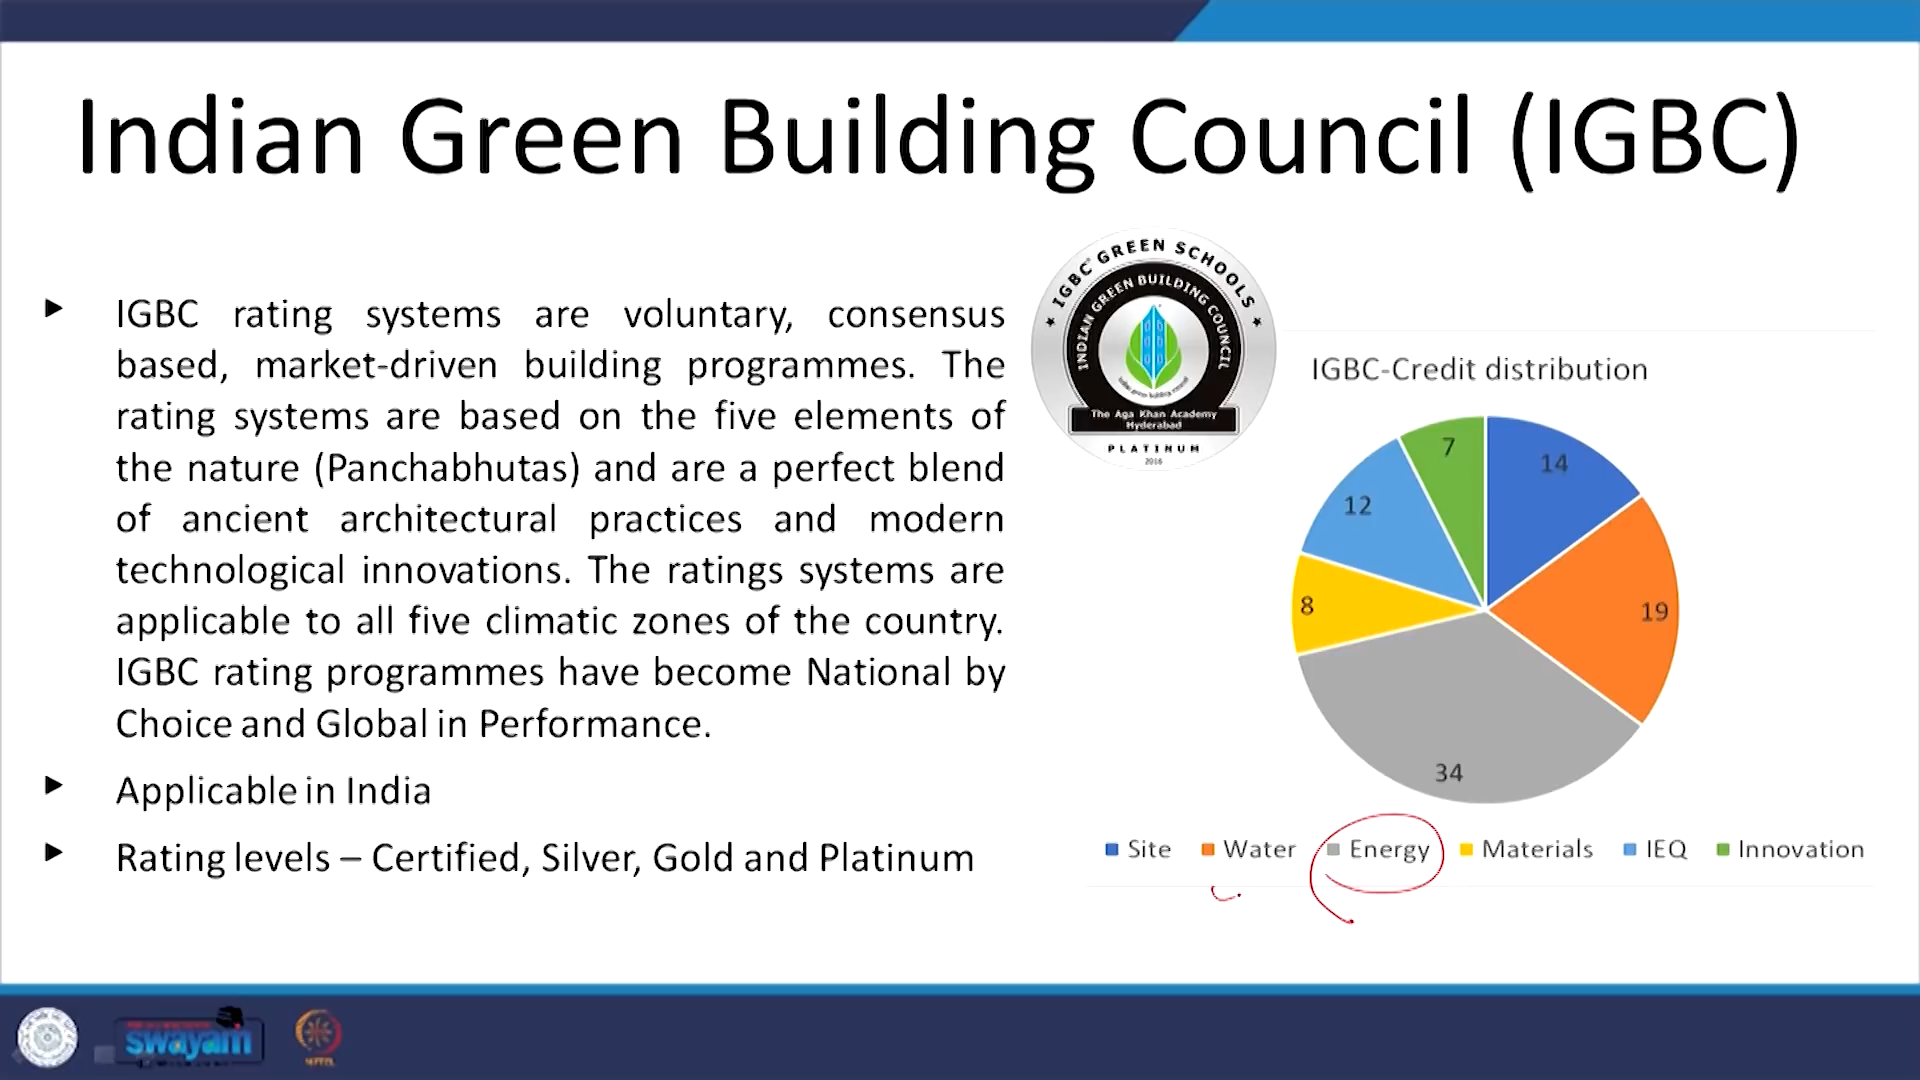 Indian Green Building Council (IGBC)
▶ IGBC rating systems are voluntary, consensus
based, market-driven building programmes. The
rating systems are based on the five elements of
the nature (Panchabhutas) and are a perfect blend
of ancient architectural practices and modern
technological innovations. The ratings systems are
applicable to all five climatic zones of the country.
IGBC rating programmes have become National by
Choice and Global in Performance.
▶ Applicable in India
▶ Rating levels – Certified, Silver, Gold and Platinum
IGBC GREEN SCHOOLS
INDIAN GREEN BUILDING COUNCIL
The Aga Khan Academy
Hyderabad
PLATINUM
2016
IGBC-Credit distribution
7
14
12
19
8
34
Site Water Energy Materials IEQ Innovation
swayam